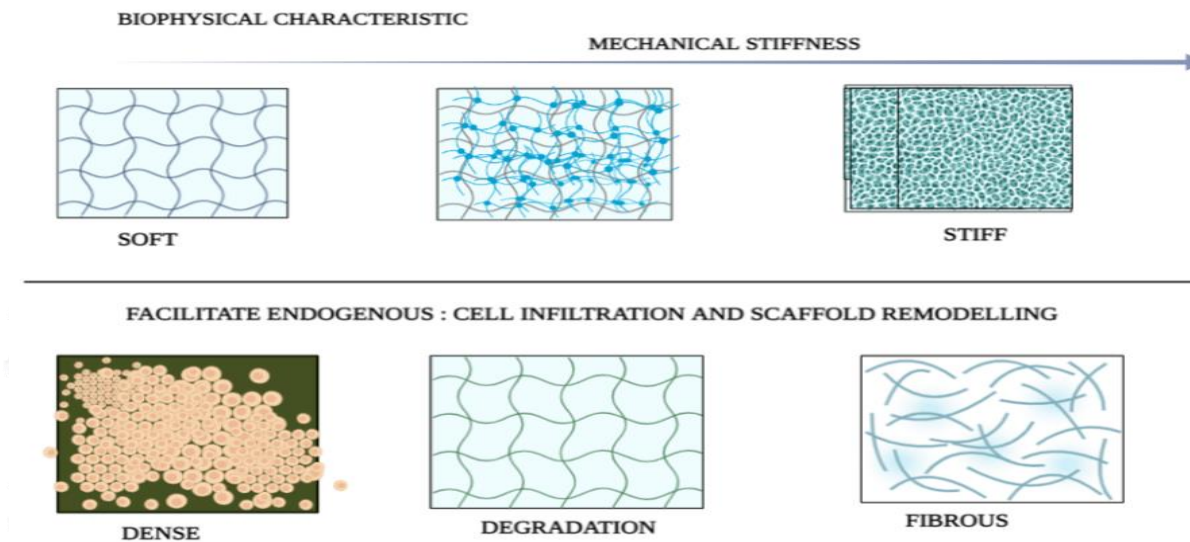 BIOPHYSICAL CHARACTERISTIC
MECHANICAL STIFFNESS
SOFT
STIFF
FACILITATE ENDOGENOUS : CELL INFILTRATION AND SCAFFOLD REMODELLING
DENSE
DEGRADATION
FIBROUS